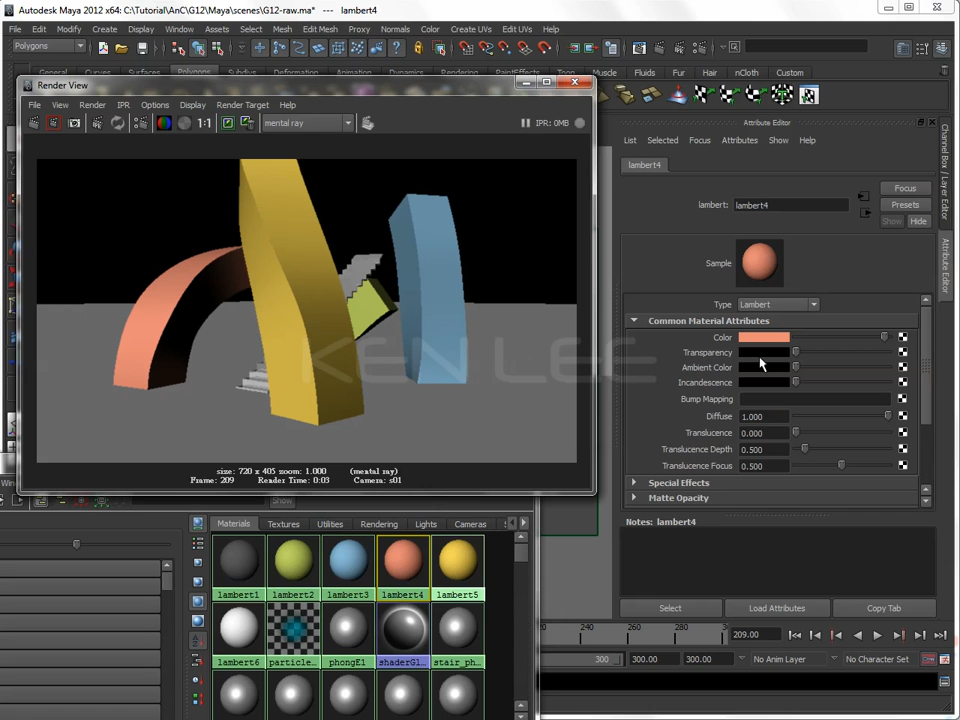 Autodesk Maya 2012 x64: C:\Tutorial\AnC\G12\Maya\scenes\G12-raw.ma* --- lambert4
File Edit Modify Create Display Window Assets Select Mesh Edit Mesh Proxy Normals Color Create UVs Edit UVs Help
Polygons
General Curves Surfaces Polygons Subdivs Deformation Animation Dynamics Rendering PaintEffects Toon Muscle Fluids Fur Hair nCloth Custom
Render View
File View Render IPR Options Display Render Target Help
1:1 mental ray IPR: 0MB
size: 720 x 405 zoom: 1.000 (mental ray)
Frame: 209 Render Time: 0:03 Camera: s01
KEN LEE
Attribute Editor
List Selected Focus Attributes Show Help
lambert4
Focus
lambert: lambert4 Presets
Show Hide
Sample
Type Lambert
Common Material Attributes
Color
Transparency
Ambient Color
Incandescence
Bump Mapping
Diffuse 1.000
Translucence 0.000
Translucence Depth 0.500
Translucence Focus 0.500
Special Effects
Matte Opacity
Notes: lambert4
Select Load Attributes Copy Tab
Channel Box / Layer Editor
Attribute Editor
Show
Materials Textures Utilities Rendering Lights Cameras
lambert1 lambert2 lambert3 lambert4 lambert5
lambert6 particle... phongE1 shaderGl... stair_ph...
240 260 280 300 209.00
300 300.00 300.00 No Anim Layer No Character Set